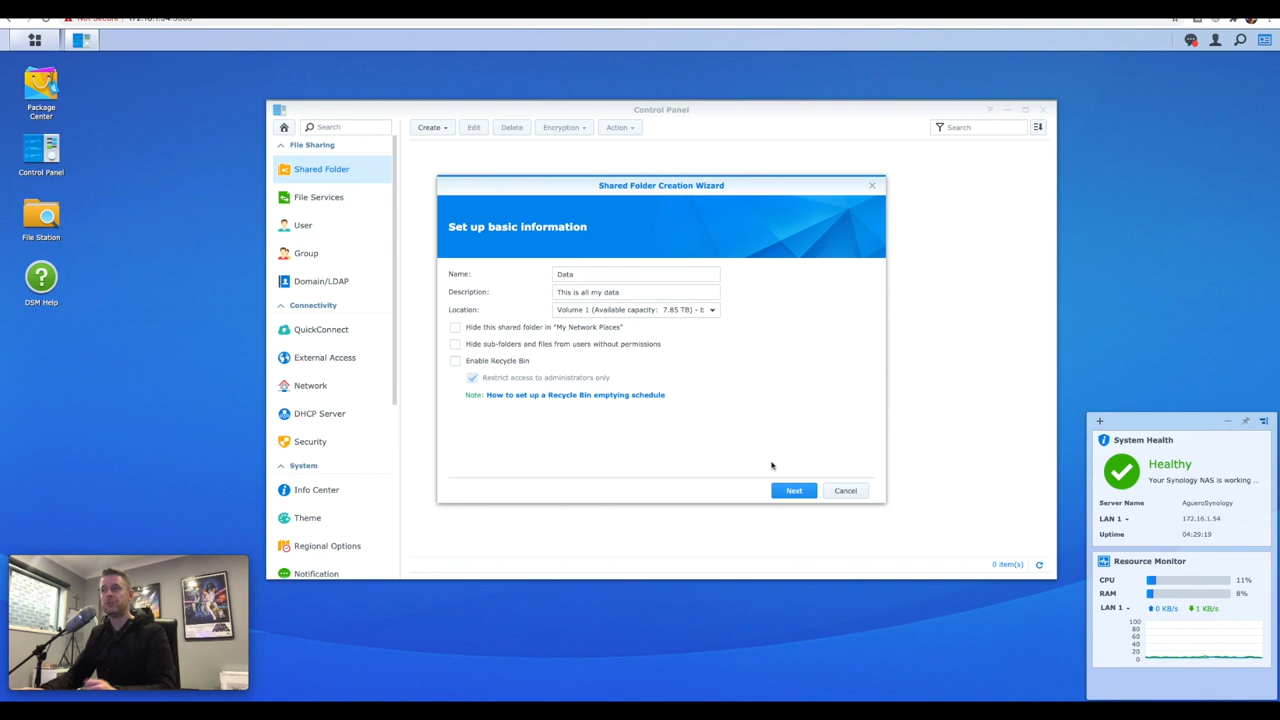 Package
Center
Control Panel
File Station
DSM Help
Control Panel
Search
Create
Edit
Delete
Encryption
Action
Search
File Sharing
Shared Folder
File Services
User
Group
Domain/LDAP
Connectivity
QuickConnect
External Access
Network
DHCP Server
Security
System
Info Center
Theme
Regional Options
Notification
Shared Folder Creation Wizard
Set up basic information
Name: Data
Description: This is all my data
Location: Volume 1 (Available capacity: 7.85 TB) - b
Hide this shared folder in "My Network Places"
Hide sub-folders and files from users without permissions
Enable Recycle Bin
Restrict access to administrators only
Note: How to set up a Recycle Bin emptying schedule
Next
Cancel
0 item(s)
System Health
Healthy
Your Synology NAS is working ...
Server Name AgueroSynology
LAN 1 172.16.1.54
Uptime 04:29:19
Resource Monitor
CPU 11%
RAM 8%
LAN 1 0 KB/s 1 KB/s
100
80
60
40
20
0